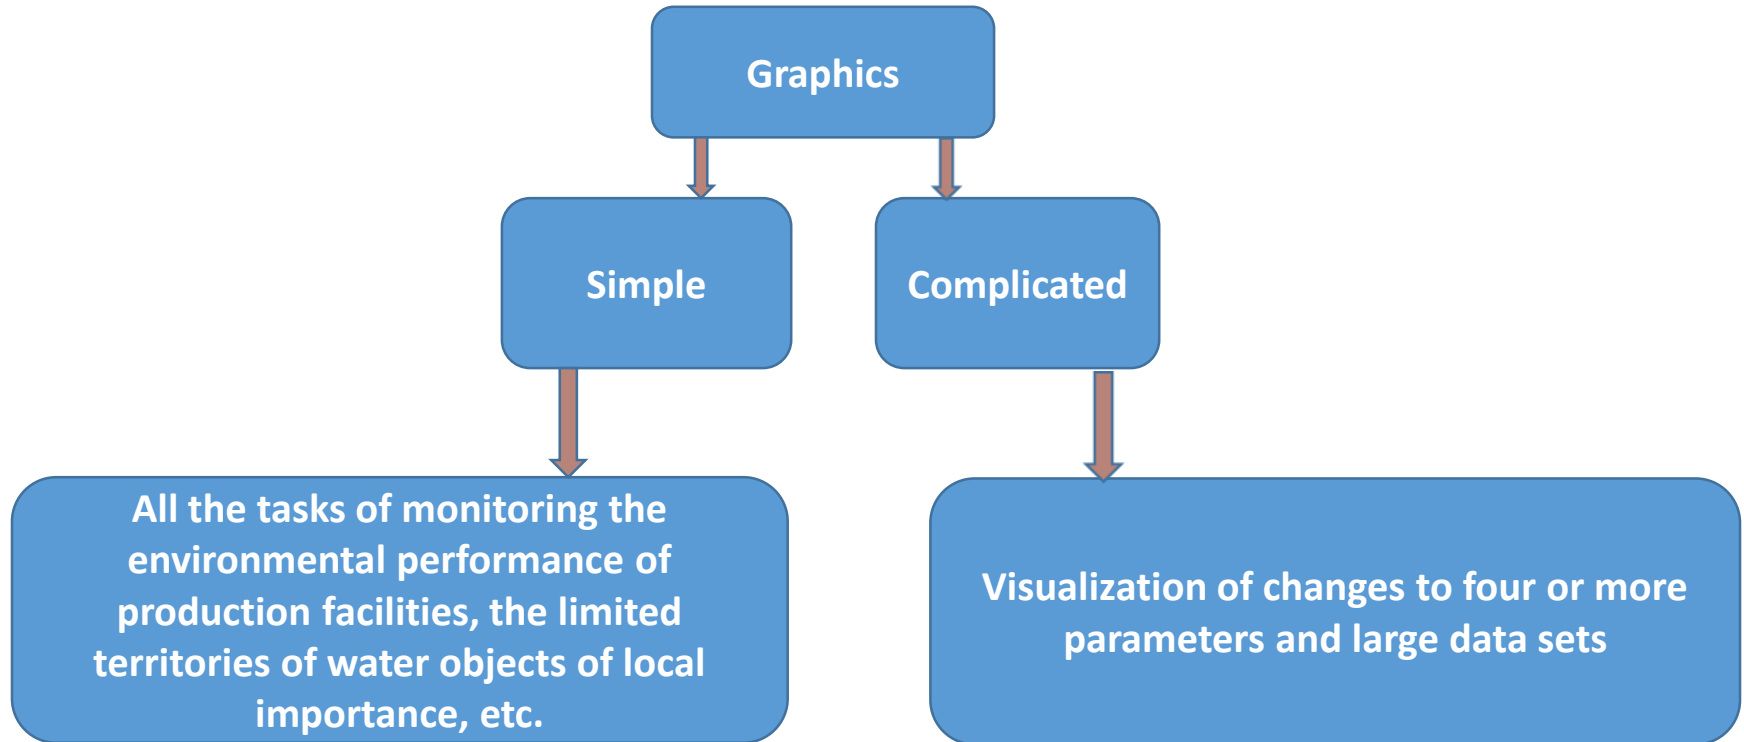 Graphics
Simple
Complicated
All the tasks of monitoring the
environmental performance of
production facilities, the limited
territories of water objects of local
importance, etc.
Visualization of changes to four or more
parameters and large data sets